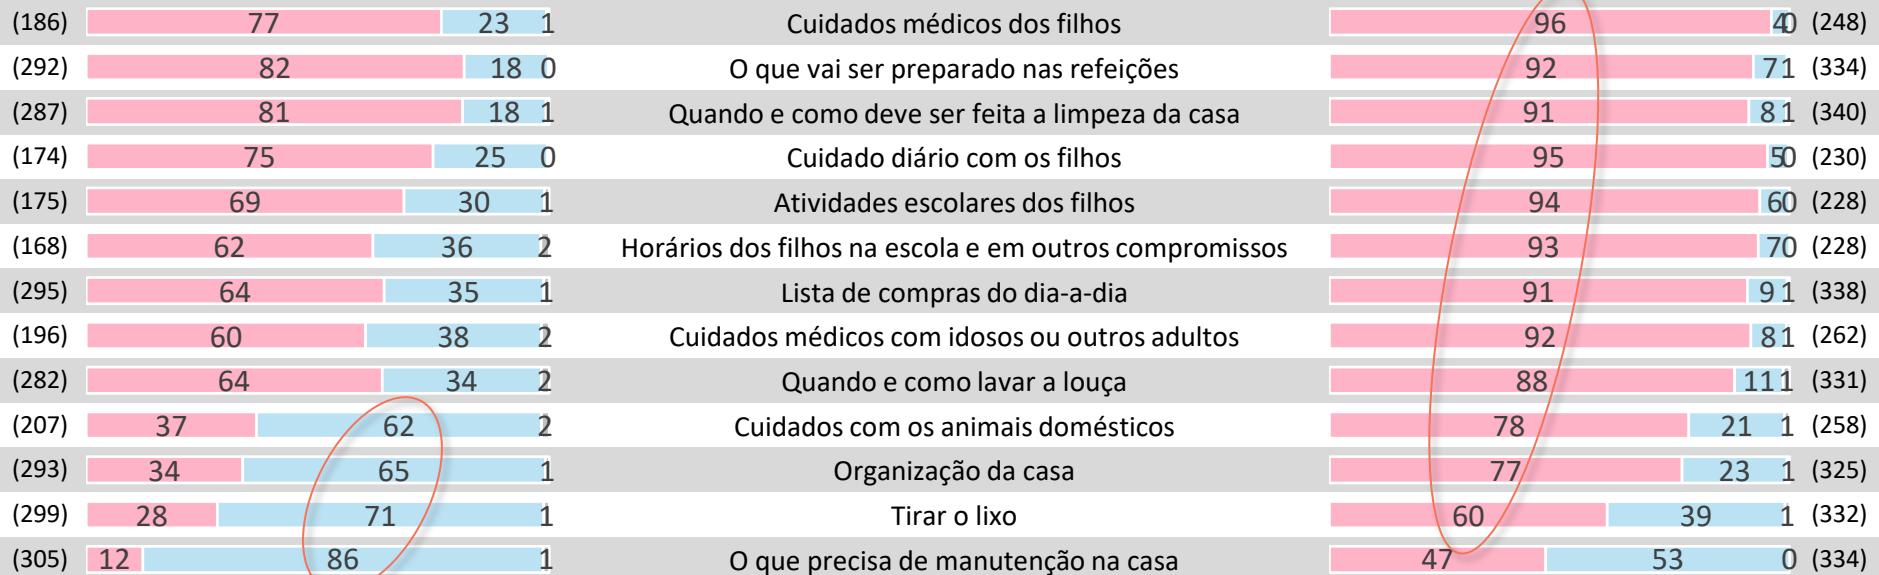 (186) 77 23 1 Cuidados médicos dos filhos 96 4 0 (248)
(292) 82 18 0 O que vai ser preparado nas refeições 92 7 1 (334)
(287) 81 18 1 Quando e como deve ser feita a limpeza da casa 91 8 1 (340)
(174) 75 25 0 Cuidado diário com os filhos 95 5 0 (230)
(175) 69 30 1 Atividades escolares dos filhos 94 6 0 (228)
(168) 62 36 2 Horários dos filhos na escola e em outros compromissos 93 7 0 (228)
(295) 64 35 1 Lista de compras do dia-a-dia 91 9 1 (338)
(196) 60 38 2 Cuidados médicos com idosos ou outros adultos 92 8 1 (262)
(282) 64 34 2 Quando e como lavar a louça 88 11 1 (331)
(207) 37 62 2 Cuidados com os animais domésticos 78 21 1 (258)
(293) 34 65 1 Organização da casa 77 23 1 (325)
(299) 28 71 1 Tirar o lixo 60 39 1 (332)
(305) 12 86 1 O que precisa de manutenção na casa 47 53 0 (334)